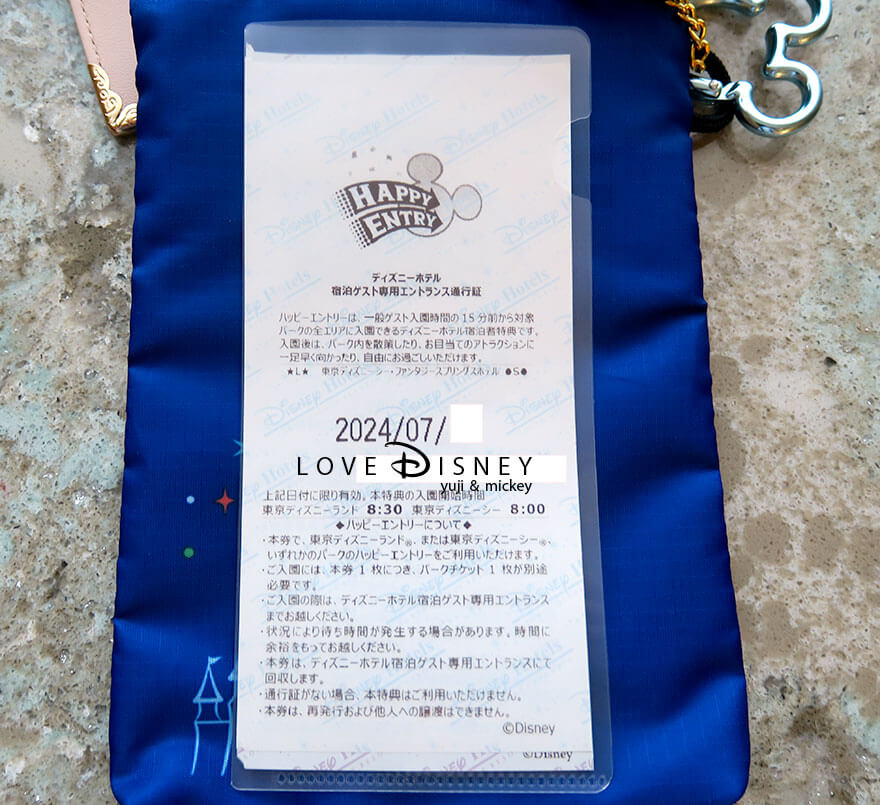 HAPPY
ENTRY
ディズニーホテル
宿泊ゲスト専用エントランス通行証
ハッピーエントリーは、一般ゲスト入園時間の15分前から対象
パークの全エリアに入園できるディズニーホテル宿泊者特典です。
入園後は、パーク内を散策したり、お目当てのアトラクションに
一足早く向かったり、自由にお過ごしいただけます。
★L★ 東京ディズニーシー・ファンタジースプリングスホテル ●S●
2024/07/
LOVE DISNEY
yuji & mickey
上記日付に限り有効。本特典の入園開始時間
東京ディズニーランド 8:30 東京ディズニーシー 8:00
◆ハッピーエントリーについて◆
・本券で、東京ディズニーランド®、または東京ディズニーシー®、
いずれかのパークのハッピーエントリーをご利用いただけます。
・ご入園には、本券1枚につき、パークチケット1枚が別途
必要です。
・ご入園の際は、ディズニーホテル宿泊ゲスト専用エントランス
までお越しください。
・状況により待ち時間が発生する場合があります。時間に
余裕をもってお越しください。
・本券は、ディズニーホテル宿泊ゲスト専用エントランスにて
回収します。
・通行証がない場合、本特典はご利用いただけません。
・本券は、再発行および他人への譲渡はできません。
©Disney
©Disney